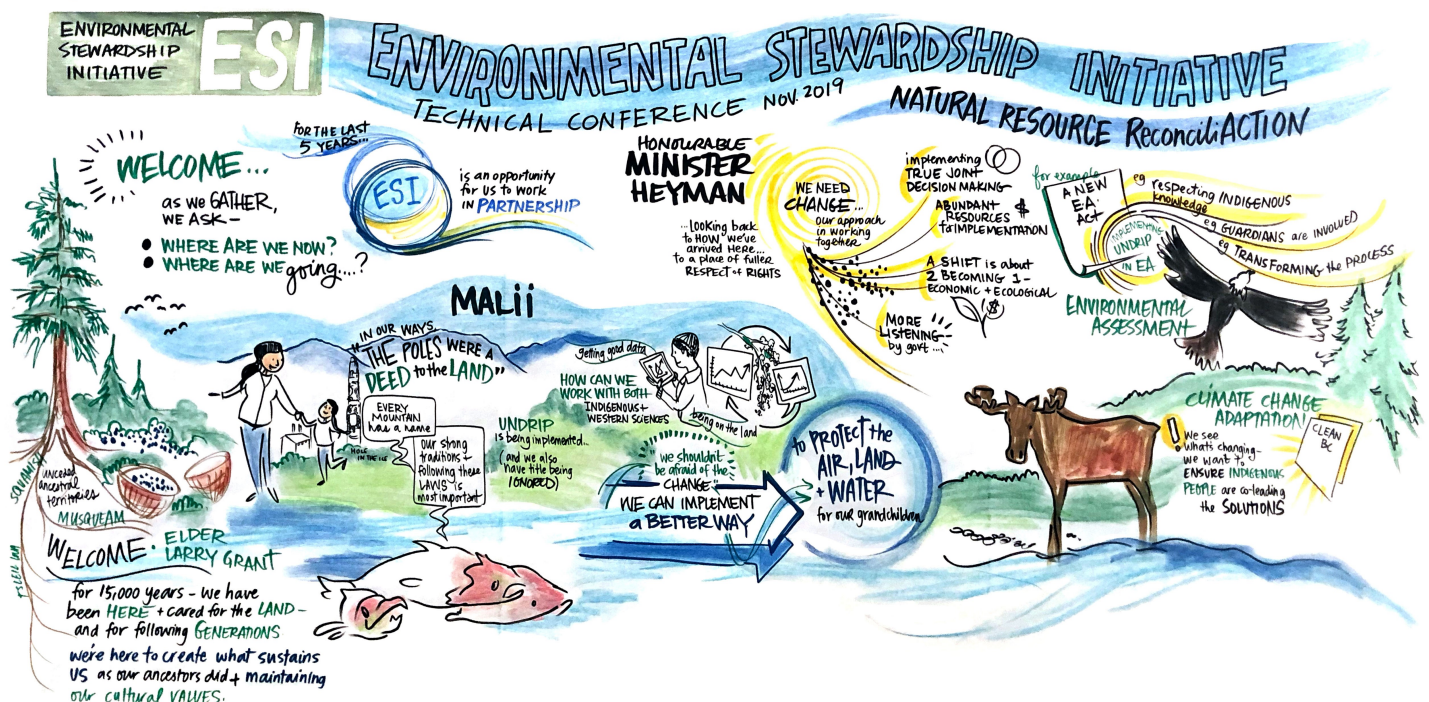 ENVIRONMENTAL
STEWARDSHIP
INITIATIVE
ESI
ENVIRONMENTAL STEWARDSHIP INITIATIVE
TECHNICAL CONFERENCE NOV. 2019
NATURAL RESOURCE ReconciliACTION
WELCOME...
as we GATHER,
WE ASK -
• WHERE ARE WE NOW?
• WHERE ARE WE going....?
FOR THE LAST
5 YEARS...
ESI
is an opportunity
for us to work
IN PARTNERSHIP
HONOURABLE
MINISTER
HEYMAN
...LOOKing back
to HOW we've
arrived HERE...
to a place of fuller
RESPECT of RIGHTS
WE NEED
CHANGE...
our approach
in working
together
implementing
TRUE JOINT
DECISION MAKING
ABUNDANT
RESOURCES $
to IMPLEMENTATION
A SHIFT is about
2 BECOMING 1 -
ECONOMIC + ECOLOGICAL
$
MORE
LISTENING -
by govt ....
for example
A NEW
E.A.
ACT
IMPLEMENTING
UNDRIP
IN EA
eg respecting INDIGENOUS
knowledge
eg GUARDIANS are INVOLVED
eg TRANSFORMING the PROCESS
ENVIRONMENTAL
ASSESSMENT
MALii
"IN OUR WAYS,
THE POLES WERE A
DEED to the LAND"
EVERY
MOUNTAIN
has a name
HOLE
IN THE ICE
Our strong
traditions +
following these
LAWS is
most important
UNDRIP
is being implemented...
(and we also
have title being
IGNORED)
getting good data
HOW CAN WE
WORK WITH BOTH
INDIGENOUS +
WESTERN SCIENCES
being on the land
we shouldn't
be afraid of the
CHANGE"
WE CAN IMPLEMENT
a BETTER WAY
to PROTECT the
AIR, LAND
+ WATER
for our grandchildren
CLIMATE CHANGE
ADAPTATION
!
We see
what's changing -
we want to
ENSURE INDIGENOUS
PEOPLE are co-leading
the SOLUTIONS
CLEAN
BC
SQUAMISH
unceded
ancestral
territories
MUSQUEAM
WELCOME · ELDER
LARRY GRANT
for 15,000 years - we have
been HERE + cared for the LAND -
and for following GENERATIONS
we're here to create what sustains
US as our ancestors did + maintaining
our cultural VALUES.